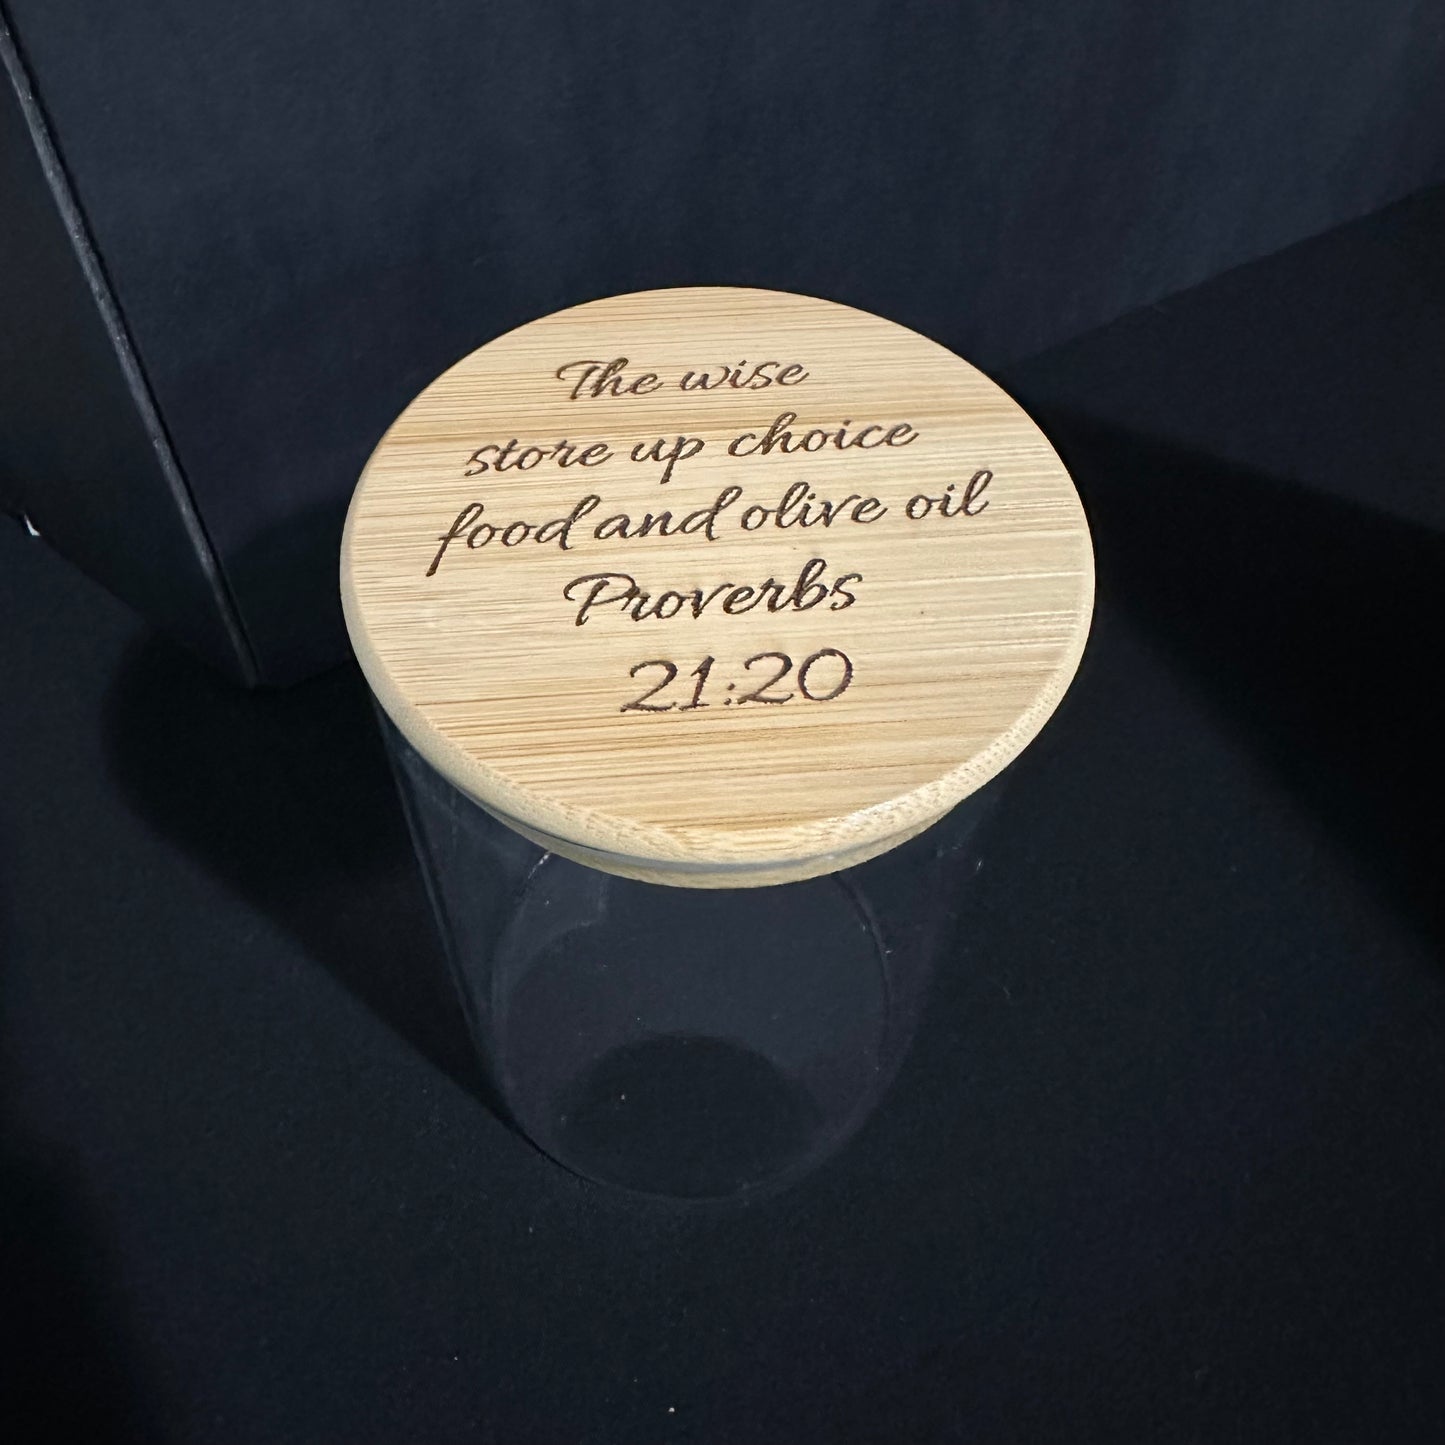 The wise
store up choice
food and olive oil
Proverbs
21:20